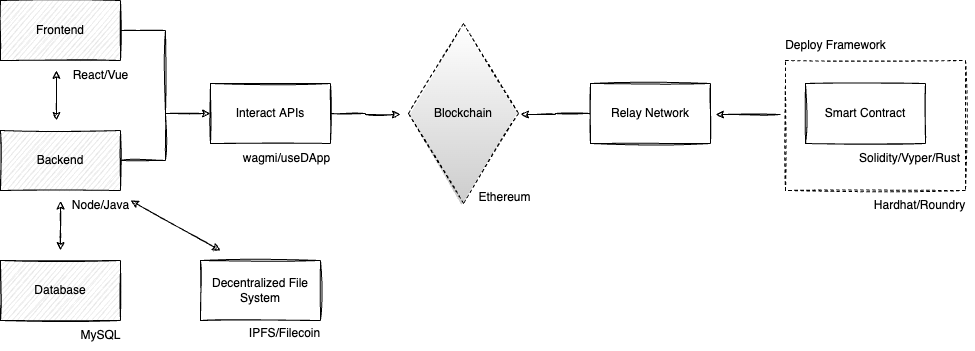 Frontend
React/Vue
Deploy Framework
Interact APIs
wagmi/useDApp
Blockchain
Ethereum
Relay Network
Smart Contract
Solidity/Vyper/Rust
Hardhat/Roundry
Backend
Node/Java
Database
MySQL
Decentralized File
System
IPFS/Filecoin